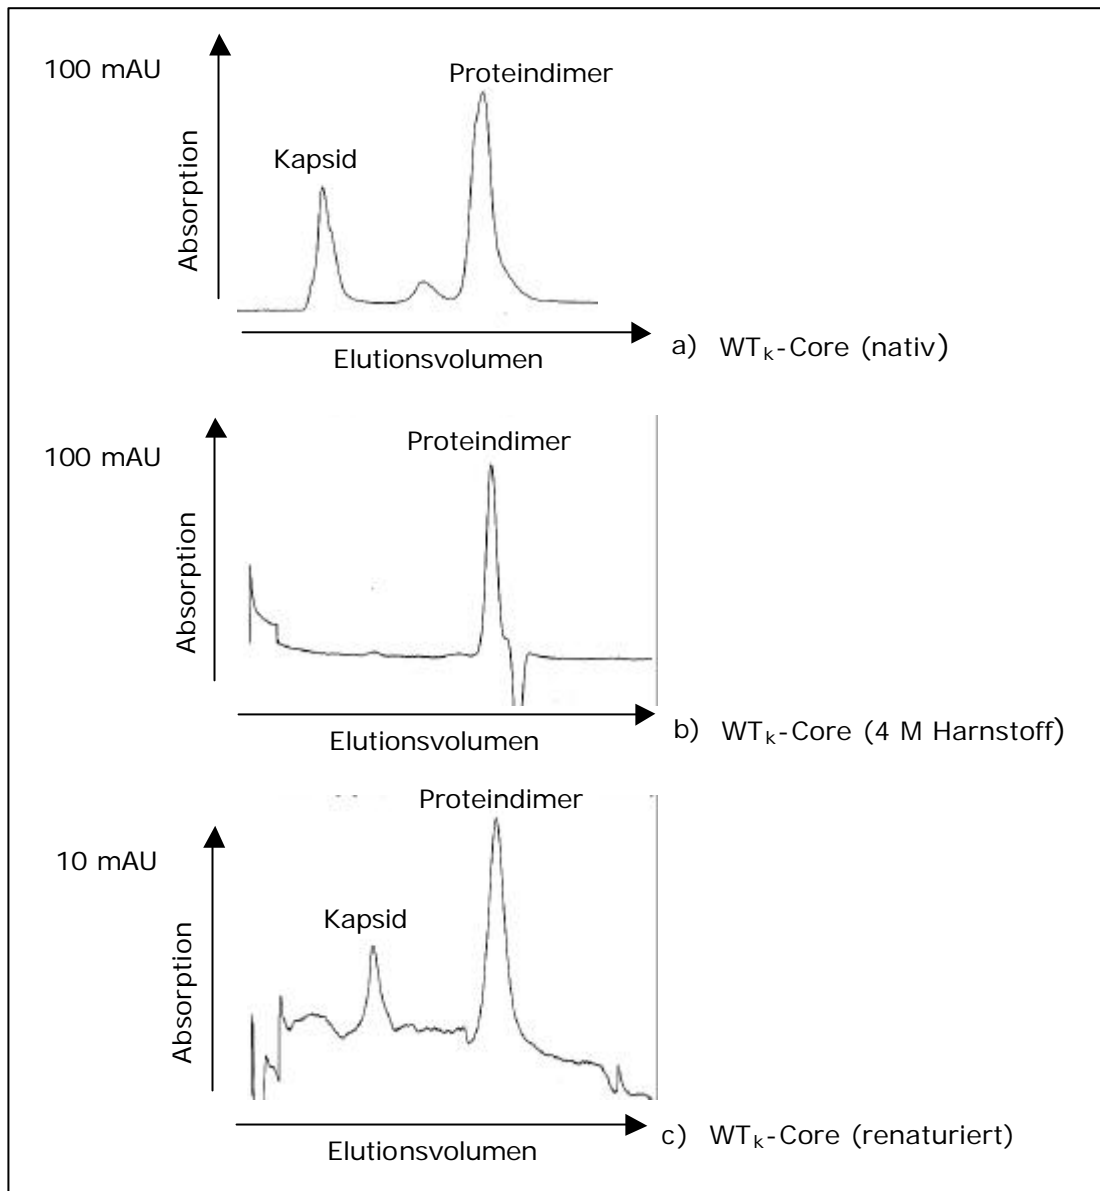 100 mAU
Proteindimer
Kapsid
Absorption
Elutionsvolumen
a) WTk-Core (nativ)
100 mAU
Proteindimer
Absorption
Elutionsvolumen
b) WTk-Core (4 M Harnstoff)
Proteindimer
10 mAU
Kapsid
Absorption
Elutionsvolumen
c) WTk-Core (renaturiert)